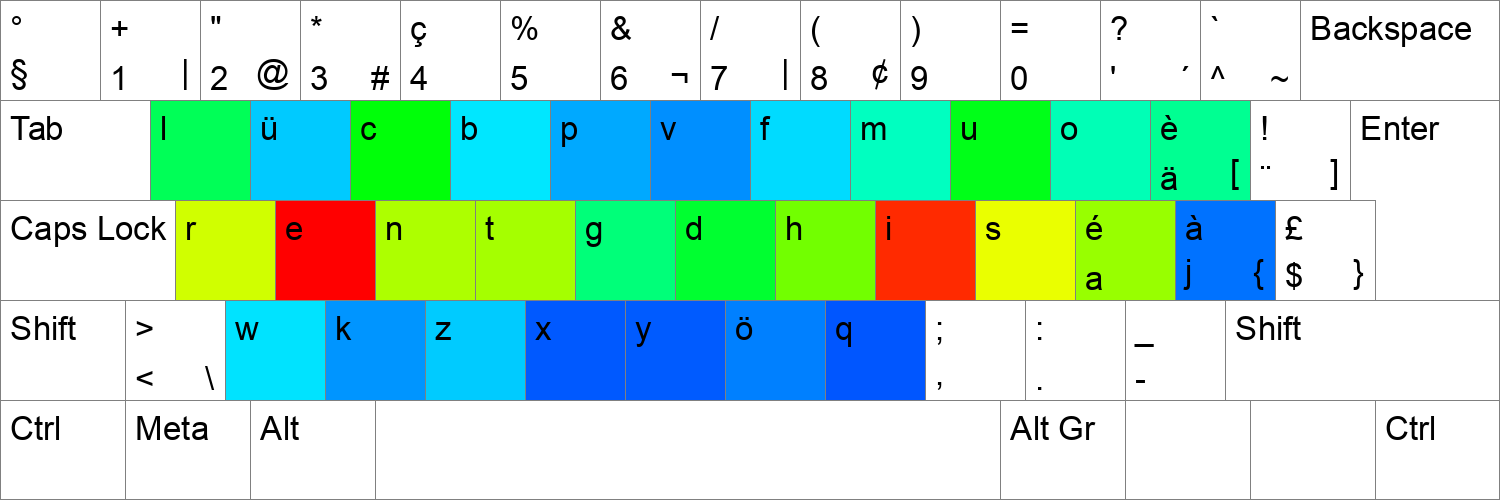 ° + " * ç % & / ( ) = ? ` Backspace
§ 1 | 2 @ 3 # 4 5 6 ¬ 7 | 8 ¢ 9 0 ' ´ ^ ~
Tab l ü c b p v f m u o è ! Enter
ä [ ¨ ]
Caps Lock r e n t g d h i s é à £
a j { $ }
Shift > w k z x y ö q ; : _ Shift
< \ , . -
Ctrl Meta Alt Alt Gr Ctrl